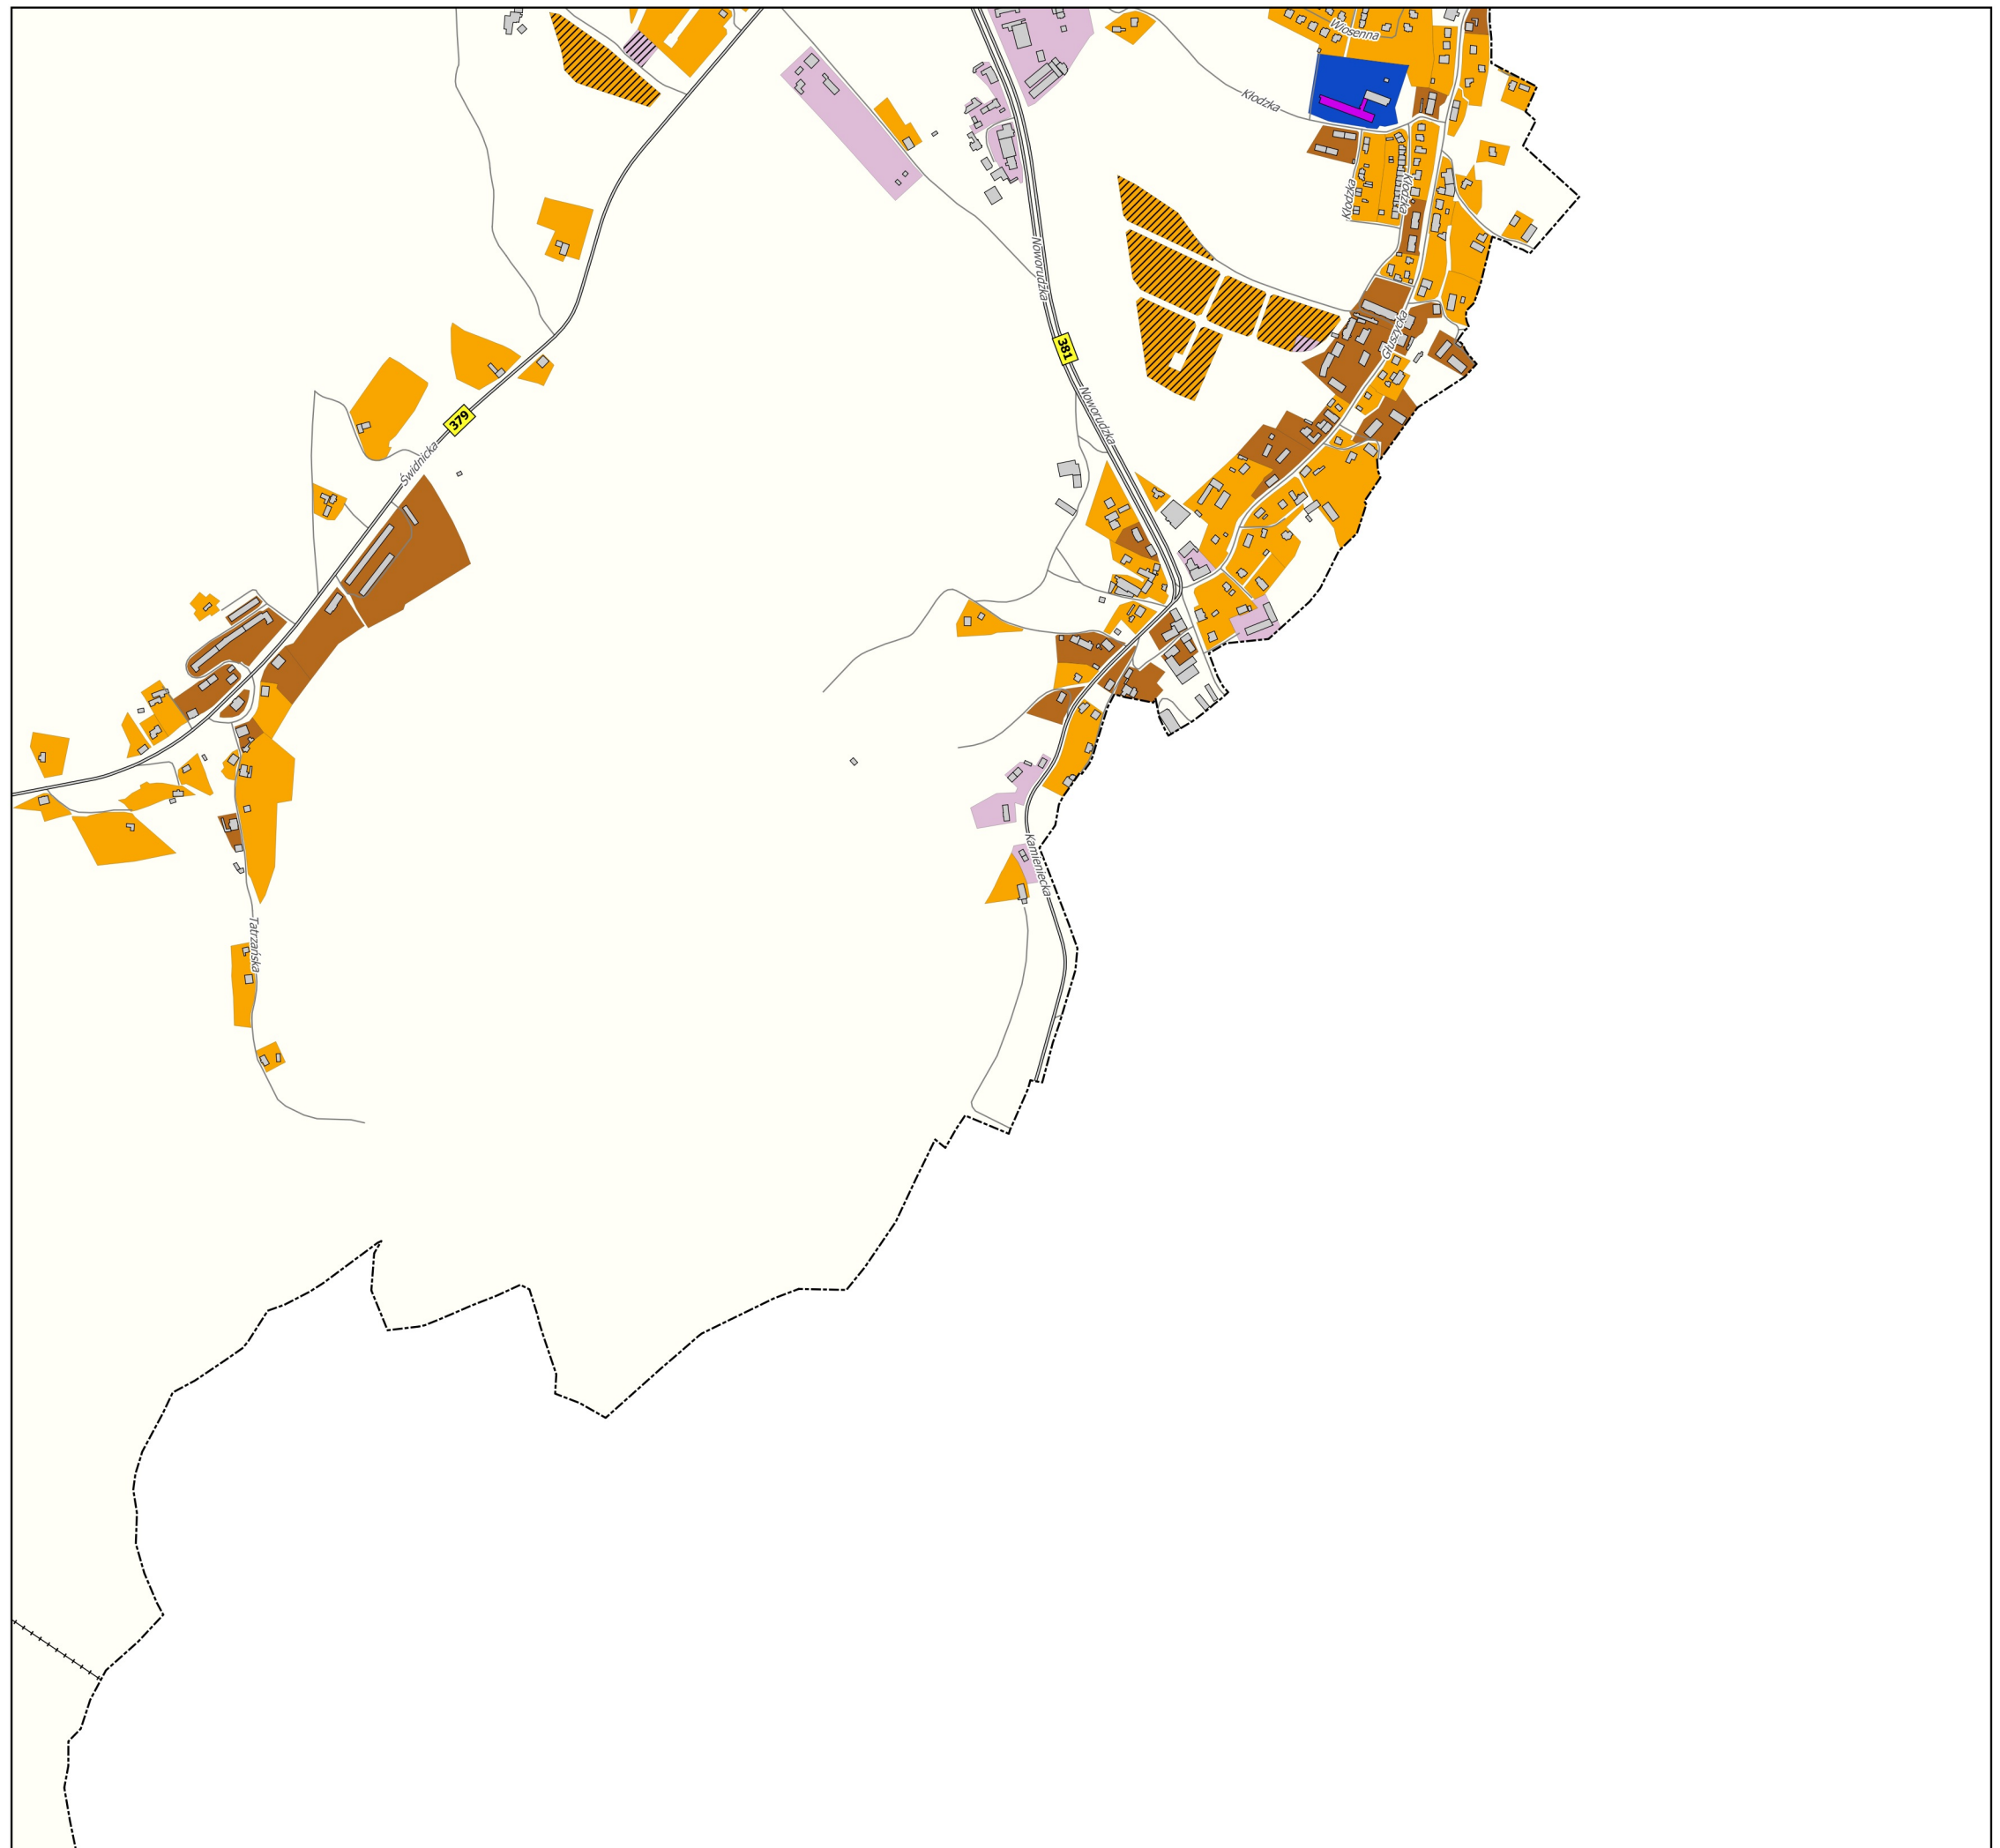 Wiosenna
Kłodzka
Kłodzka
Kłodzka
Noworudzka
Głuszycka
381
Noworudzka
379
Świdnicka
Kamieniecka
Tatrzańska